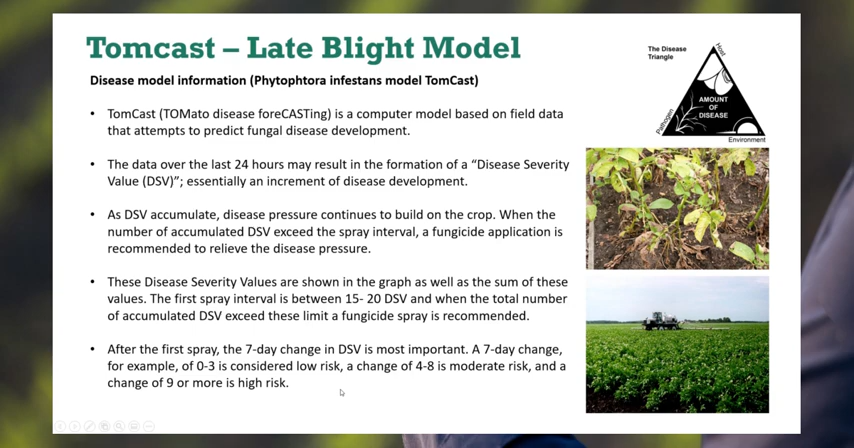 Tomcast – Late Blight Model
Disease model information (Phytophtora infestans model TomCast)
• TomCast (TOMato disease foreCASTing) is a computer model based on field data
that attempts to predict fungal disease development.
• The data over the last 24 hours may result in the formation of a “Disease Severity
Value (DSV)”; essentially an increment of disease development.
• As DSV accumulate, disease pressure continues to build on the crop. When the
number of accumulated DSV exceed the spray interval, a fungicide application is
recommended to relieve the disease pressure.
• These Disease Severity Values are shown in the graph as well as the sum of these
values. The first spray interval is between 15- 20 DSV and when the total number
of accumulated DSV exceed these limit a fungicide spray is recommended.
• After the first spray, the 7-day change in DSV is most important. A 7-day change,
for example, of 0-3 is considered low risk, a change of 4-8 is moderate risk, and a
change of 9 or more is high risk.
The Disease
Triangle
Host
AMOUNT
OF
DISEASE
Pathogen
Environment